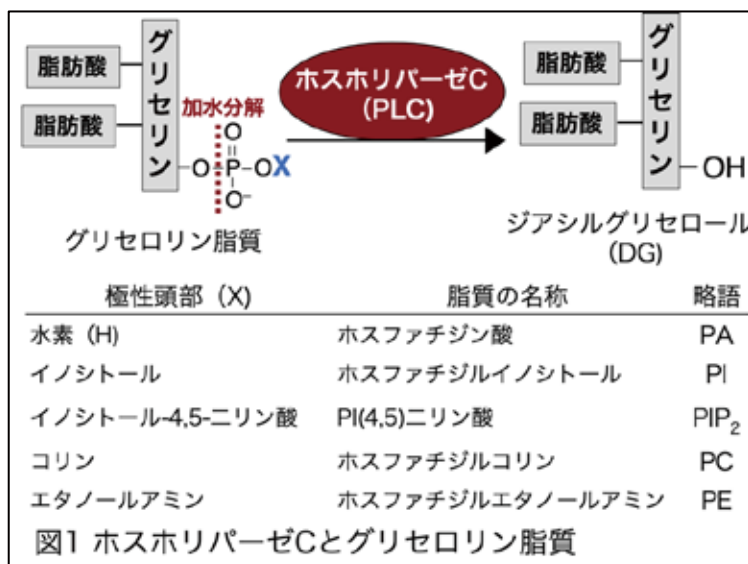 脂肪酸
脂肪酸
グリセリン
加水分解
O
O P OX
O-
グリセロリン脂質
ホスホリパーゼC
(PLC)
脂肪酸
脂肪酸
グリセリン
OH
ジアシルグリセロール
(DG)
極性頭部（X） 脂質の名称 略語
水素（H） ホスファチジン酸 PA
イノシトール ホスファチジルイノシトール PI
イノシトール-4,5-ニリン酸 PI(4,5)ニリン酸 PIP₂
コリン ホスファチジルコリン PC
エタノールアミン ホスファチジルエタノールアミン PE
図1 ホスホリパーゼCとグリセロリン脂質